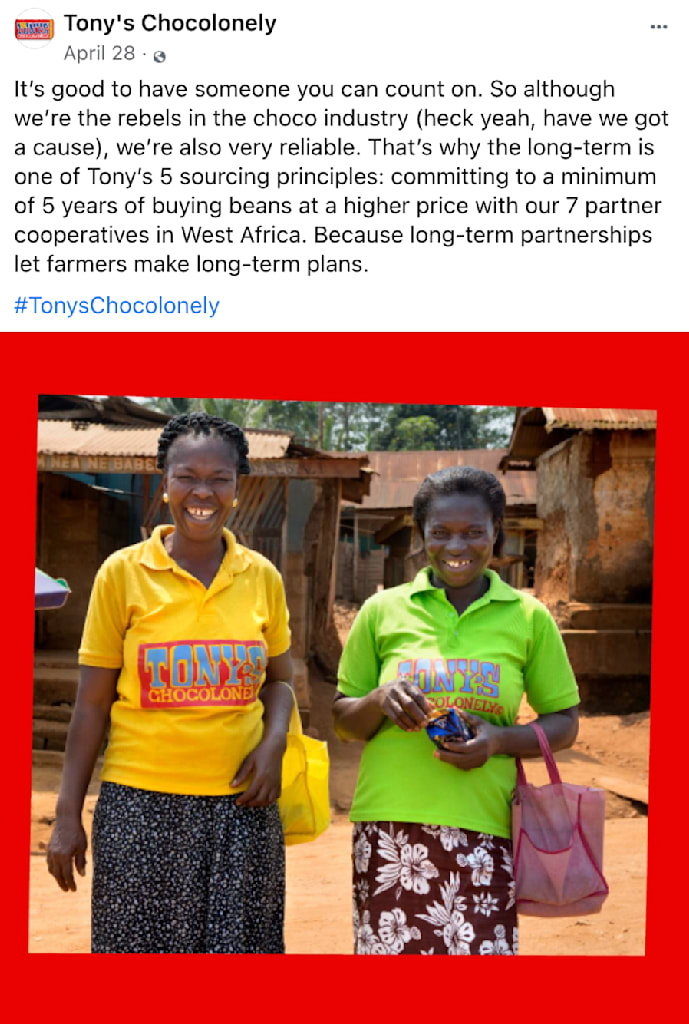 Tony's Chocolonely
April 28 ·
It's good to have someone you can count on. So although
we're the rebels in the choco industry (heck yeah, have we got
a cause), we're also very reliable. That's why the long-term is
one of Tony's 5 sourcing principles: committing to a minimum
of 5 years of buying beans at a higher price with our 7 partner
cooperatives in West Africa. Because long-term partnerships
let farmers make long-term plans.
#TonysChocolonely
TONY'S
CHOCOLONELY
TONY'S
OLONELY